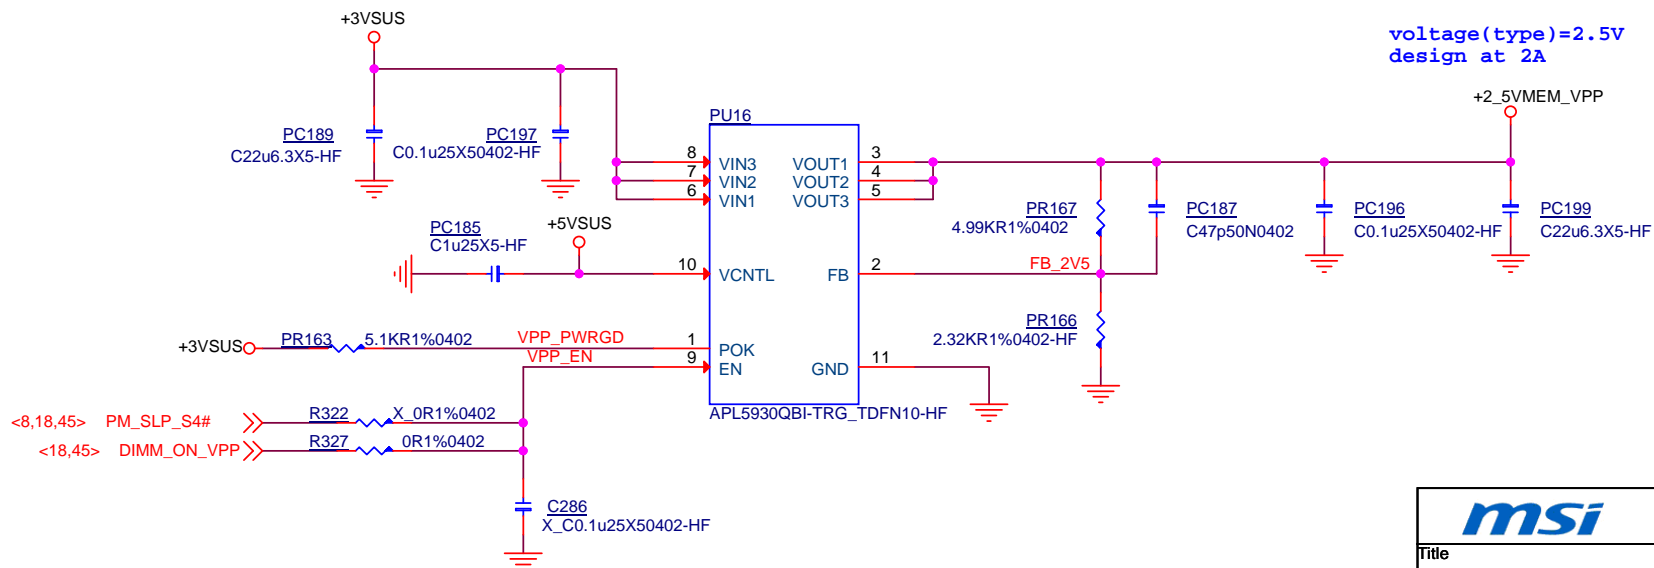 +3VSUS
voltage(type)=2.5V
design at 2A
+2_5VMEM_VPP
PU16
PC189
C22u6.3X5-HF
PC197
C0.1u25X50402-HF
8
VIN3
7
VIN2
6
VIN1
VOUT1
3
VOUT2
4
VOUT3
5
PR167
4.99KR1%0402
PC187
C47p50N0402
PC196
C0.1u25X50402-HF
PC199
C22u6.3X5-HF
PC185
C1u25X5-HF
+5VSUS
10
VCNTL
FB
2
FB_2V5
PR166
2.32KR1%0402-HF
+3VSUS
PR163
5.1KR1%0402
VPP_PWRGD
1
POK
VPP_EN
9
EN
GND
11
APL5930QBI-TRG_TDFN10-HF
<8,18,45>
PM_SLP_S4#
R322
X_0R1%0402
<18,45>
DIMM_ON_VPP
R327
0R1%0402
C286
X_C0.1u25X50402-HF
msi
Title